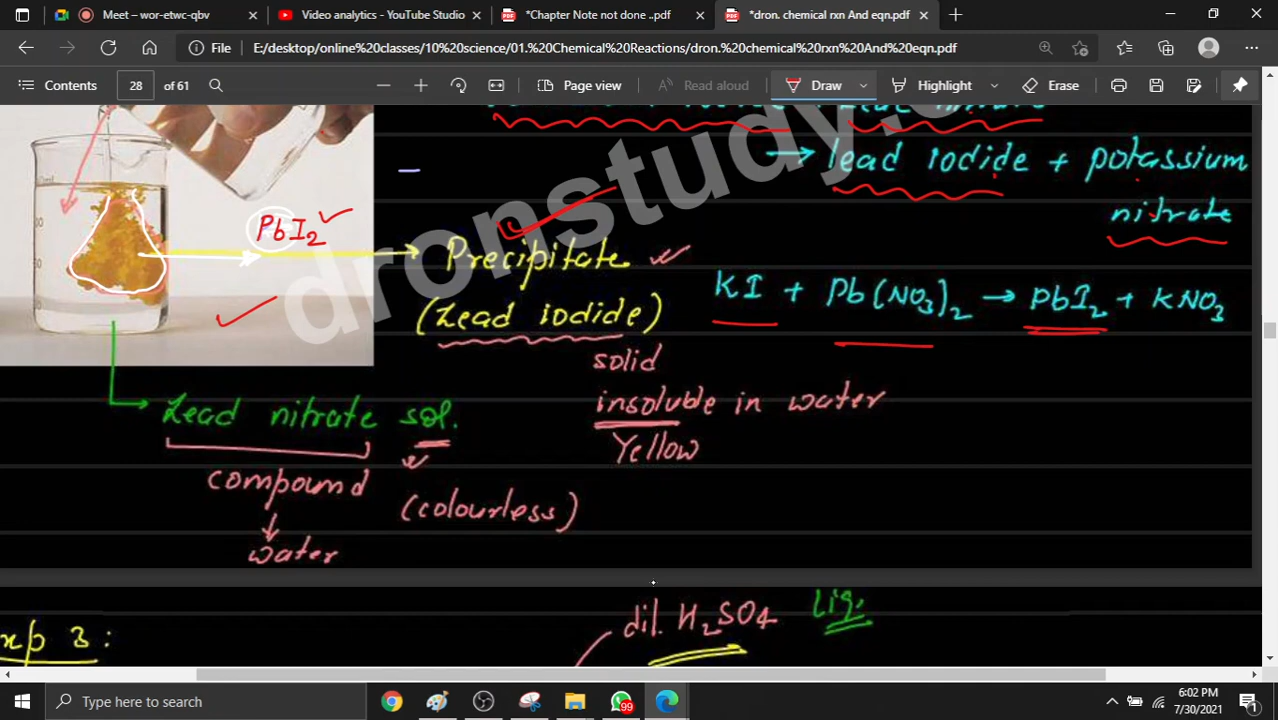 Meet – wor-etwc-qbv
Video analytics - YouTube Studio
*Chapter Note not done ..pdf
*dron. chemical rxn And eqn.pdf
File
E:/desktop/online%20classes/10%20science/01.%20Chemical%20Reactions/dron.%20chemical%20rxn%20And%20eqn.pdf
Contents
28
of 61
Page view
Read aloud
Draw
Highlight
Erase
→ lead iodide + potassium
nitrate
PbI2
Precipitate
(Lead iodide)
KI + Pb(NO3)2 → PbI2 + KNO3
solid
insoluble in water
Yellow
Lead nitrate sol.
compound
(colourless)
water
dronstudy.c
dil. H2SO4
Liq.
xp 3 :
Type here to search
99
6:02 PM
7/30/2021
1